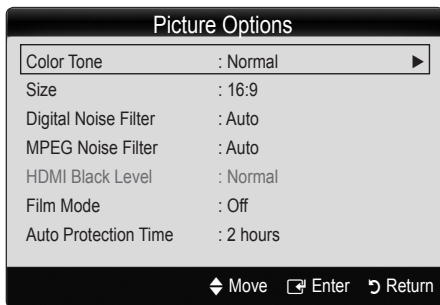 Picture Options
Color Tone : Normal ►
Size : 16:9
Digital Noise Filter : Auto
MPEG Noise Filter : Auto
HDMI Black Level : Normal
Film Mode : Off
Auto Protection Time : 2 hours
Move Enter Return